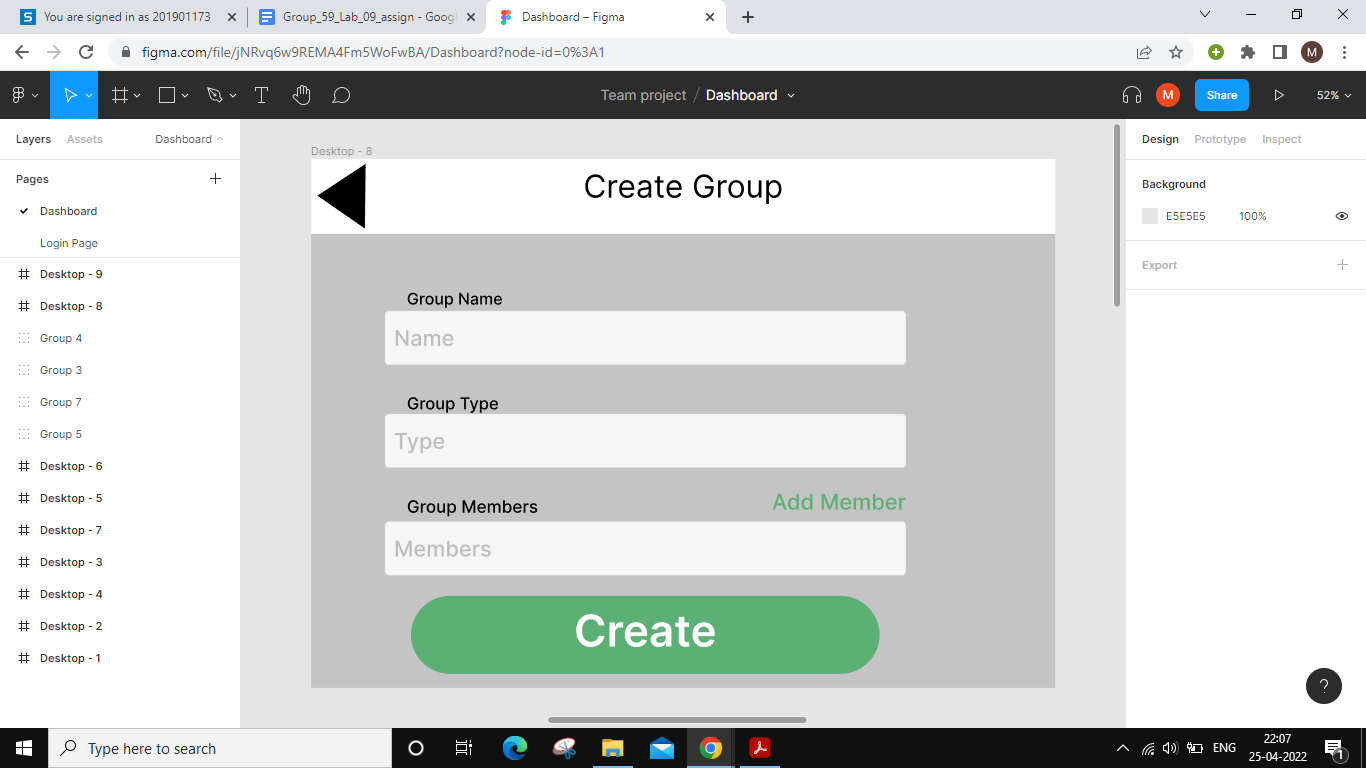 You are signed in as 201901173
Group_59_Lab_09_assign - Goog
Dashboard – Figma
figma.com/file/jNRvq6w9REMA4Fm5WoFwBA/Dashboard?node-id=0%3A1
M
Team project / Dashboard
M
Share
52%
Layers
Assets
Dashboard
Pages
Dashboard
Login Page
Desktop - 9
Desktop - 8
Group 4
Group 3
Group 7
Group 5
Desktop - 6
Desktop - 5
Desktop - 7
Desktop - 3
Desktop - 4
Desktop - 2
Desktop - 1
Desktop - 8
Create Group
Group Name
Name
Group Type
Type
Group Members
Add Member
Members
Create
Design
Prototype
Inspect
Background
E5E5E5
100%
Export
?
Type here to search
ENG
22:07
25-04-2022
1